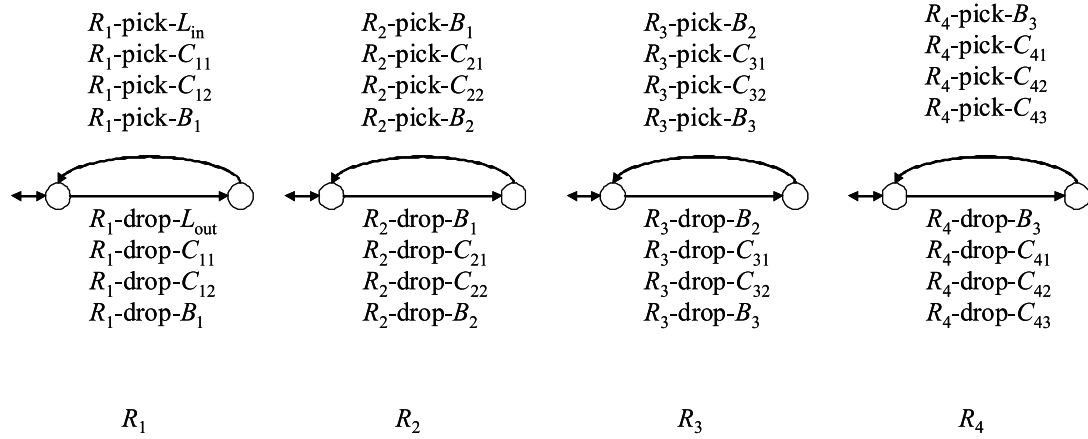 R₁-pick-Lᵢₙ
R₁-pick-C₁₁
R₁-pick-C₁₂
R₁-pick-B₁
R₁-drop-Lₒᵤₜ
R₁-drop-C₁₁
R₁-drop-C₁₂
R₁-drop-B₁
R₁
R₂-pick-B₁
R₂-pick-C₂₁
R₂-pick-C₂₂
R₂-pick-B₂
R₂-drop-B₁
R₂-drop-C₂₁
R₂-drop-C₂₂
R₂-drop-B₂
R₂
R₃-pick-B₂
R₃-pick-C₃₁
R₃-pick-C₃₂
R₃-pick-B₃
R₃-drop-B₂
R₃-drop-C₃₁
R₃-drop-C₃₂
R₃-drop-B₃
R₃
R₄-pick-B₃
R₄-pick-C₄₁
R₄-pick-C₄₂
R₄-pick-C₄₃
R₄-drop-B₃
R₄-drop-C₄₁
R₄-drop-C₄₂
R₄-drop-C₄₃
R₄